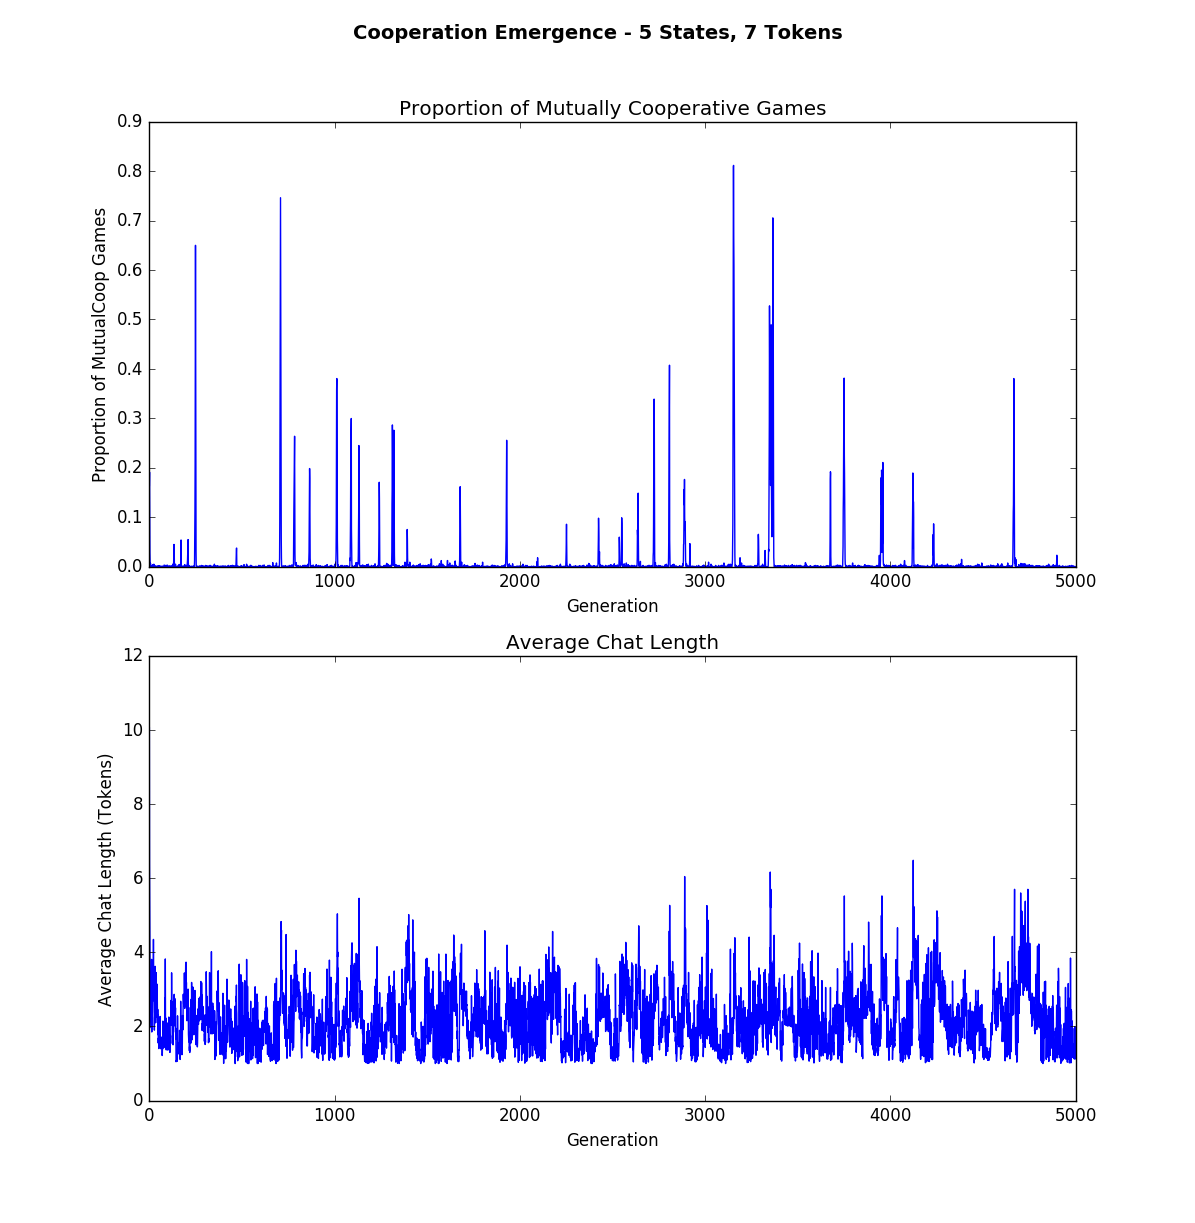 Cooperation Emergence - 5 States, 7 Tokens
Proportion of Mutually Cooperative Games
0.9
0.8
0.7
0.6
0.5
0.4
0.3
0.2
0.1
0.0
Proportion of MutualCoop Games
0 1000 2000 3000 4000 5000
Generation
Average Chat Length
12
10
8
6
4
2
0
Average Chat Length (Tokens)
0 1000 2000 3000 4000 5000
Generation